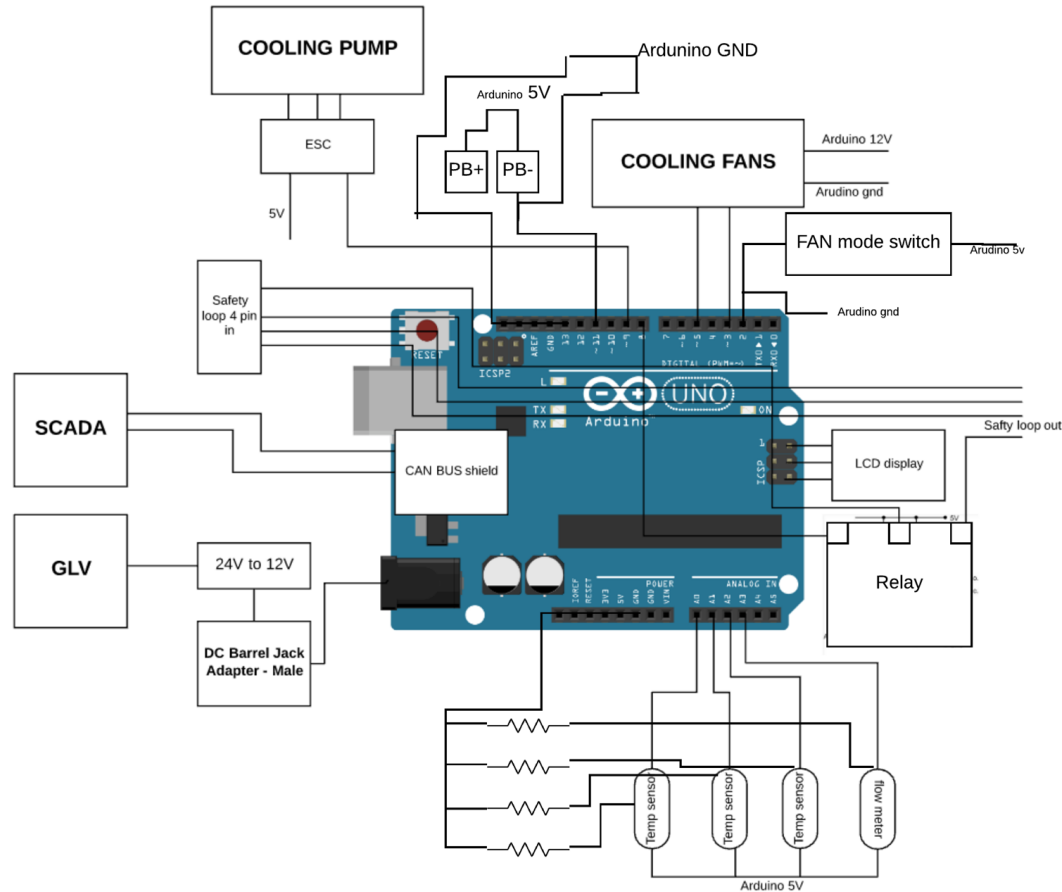 COOLING PUMP
Ardunino GND
Ardunino 5V
ESC
PB+
PB-
COOLING FANS
Arduino 12V
Arudino gnd
5V
FAN mode switch
Arudino 5v
Safety
loop 4 pin
in
Arudino gnd
RESET
ICSP2
AREF
GND
13
12
~11
~10
~9
8
7
~6
~5
4
~3
2
TXD▶1
RXD◀0
DIGITAL (PWM~)
L
TX
RX
Arduino
UNO
ON
SCADA
CAN BUS shield
1
ICSP
LCD display
Safty loop out
5V
Relay
GLV
24V to 12V
DC Barrel Jack
Adapter - Male
POWER
ANALOG IN
IOREF
RESET
3V3
5V
GND
GND
VIN
A0
A1
A2
A3
A4
A5
Temp sensor
Temp sensor
Temp sensor
flow meter
Arduino 5V